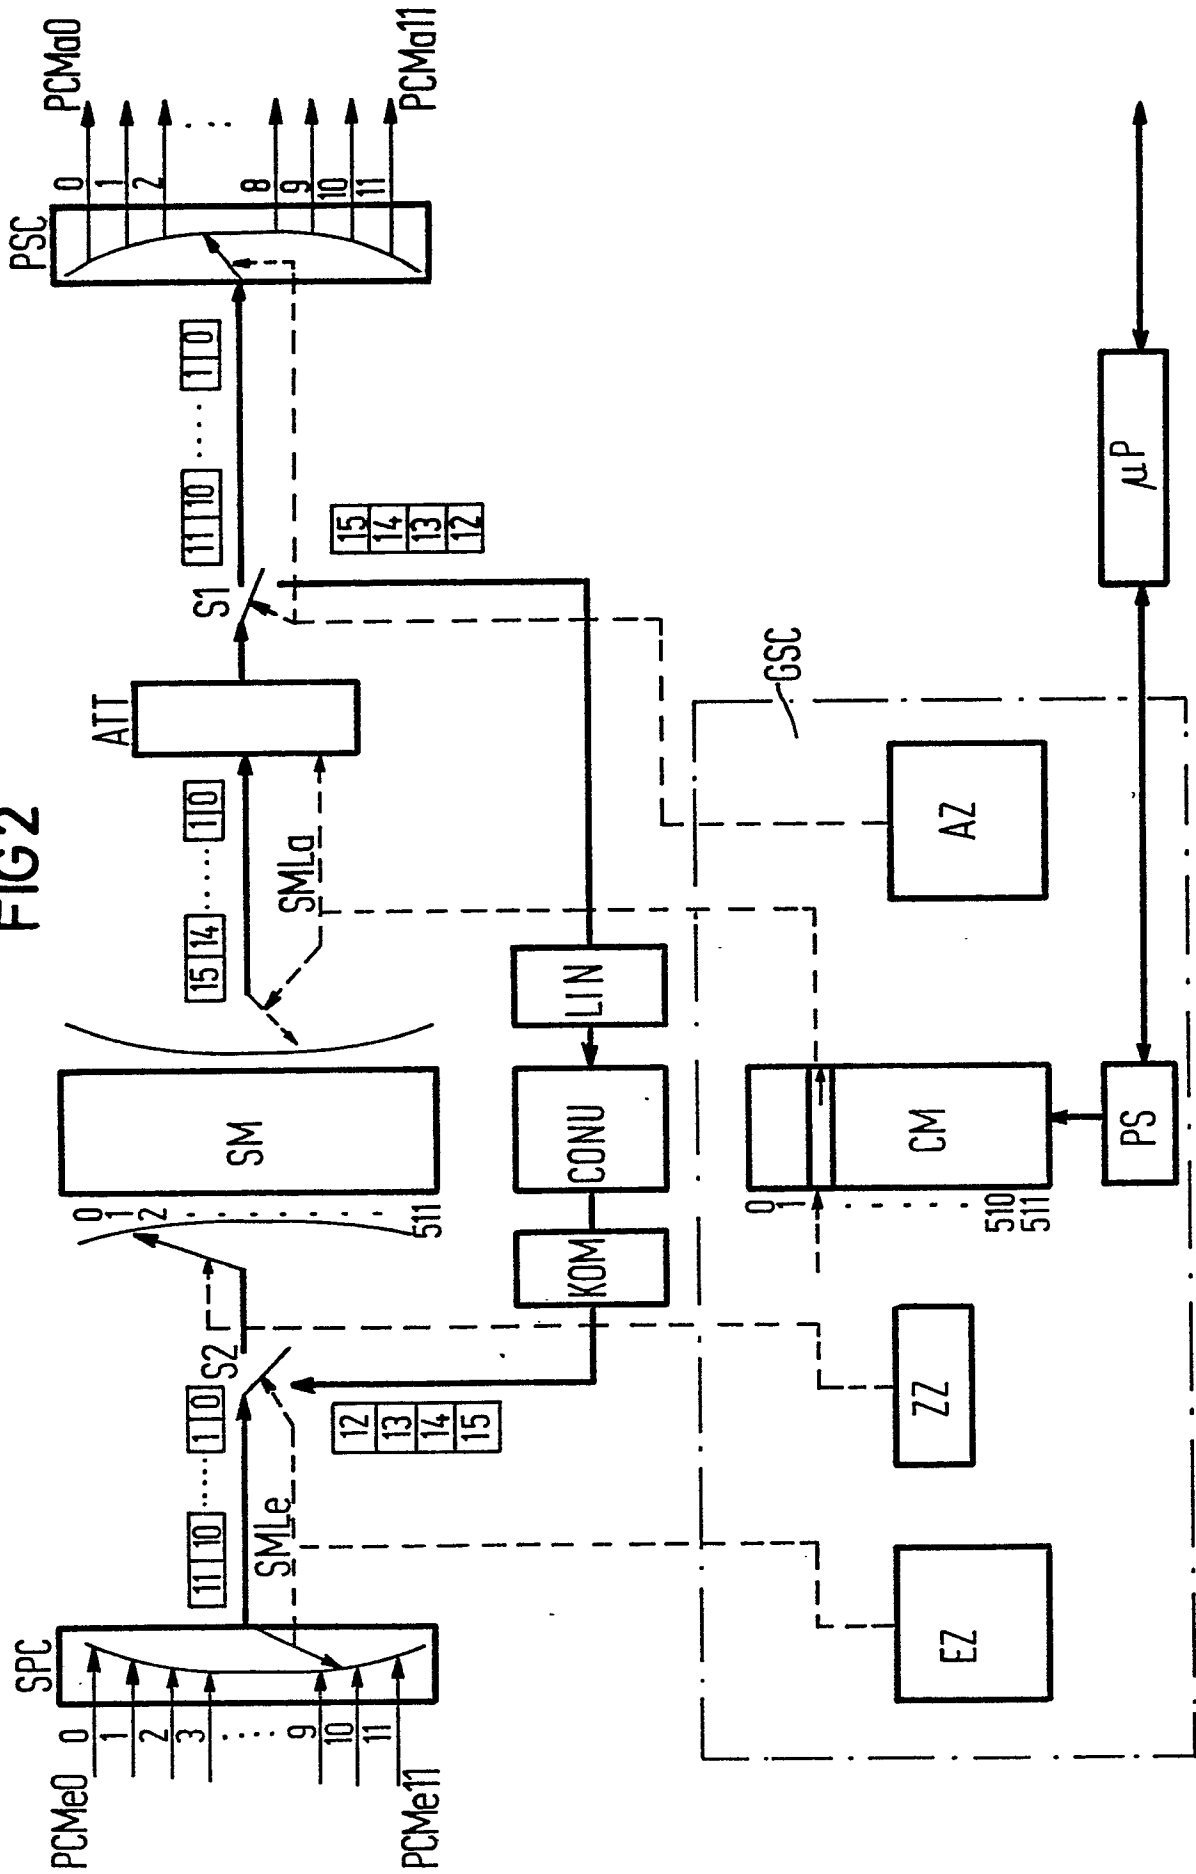 FIG 2
SPC
PCMe0
0
1
2
3
.....
9
10
11
PCMe11
11 10 ..... 1 0
SMLe
S2
12
13
14
15
0
1
2
511
SM
15 14 ..... 1 0
SMLa
ATT
S1
11 10 ..... 1 0
15
14
13
12
PSC
0
1
2
8
9
10
11
PCMa0
....
PCMa11
KOM
CONU
LIN
GSC
EZ
ZZ
0
1
510
511
CM
AZ
PS
μP